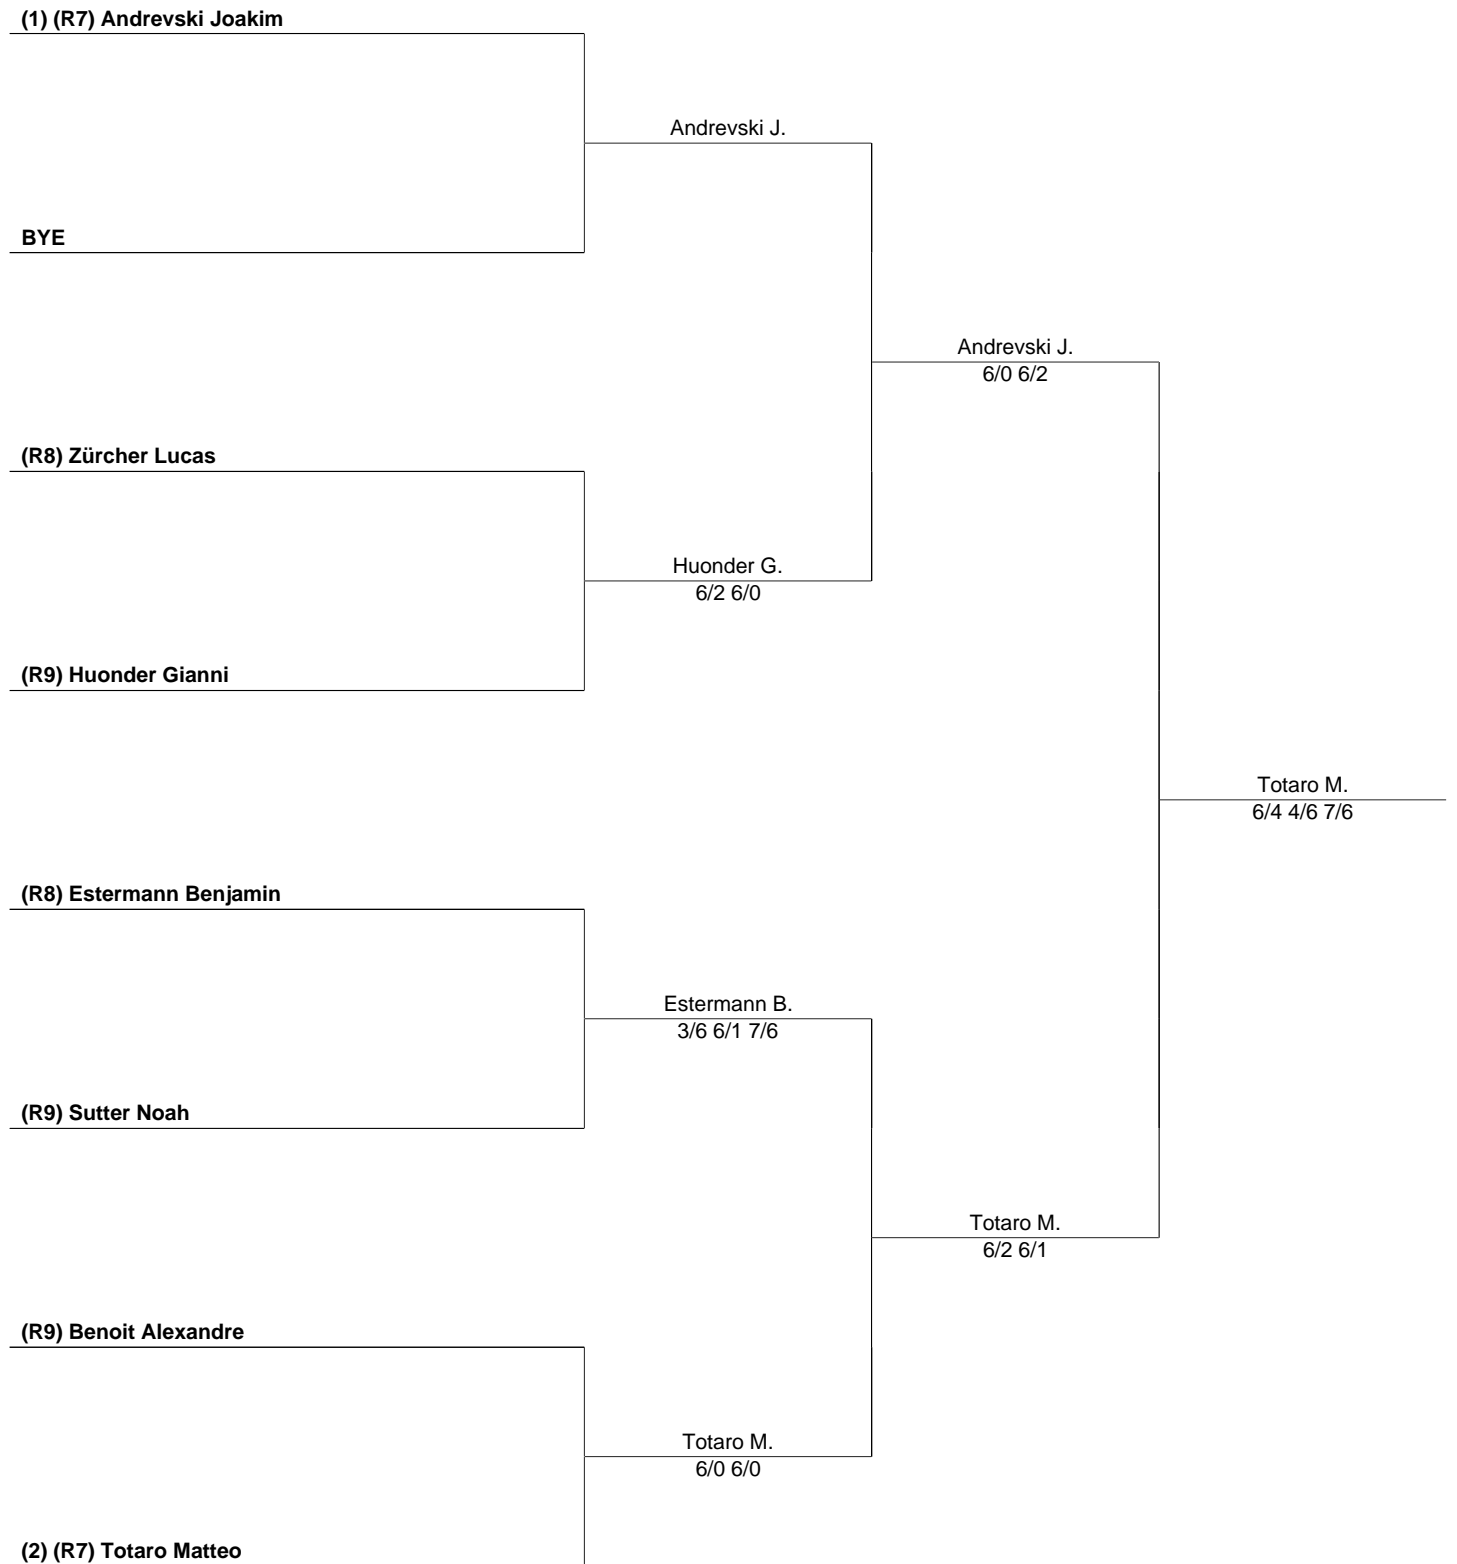 (1) (R7) Andrevski Joakim
Andrevski J.
BYE
Andrevski J.
6/0 6/2
(R8) Zürcher Lucas
Huonder G.
6/2 6/0
(R9) Huonder Gianni
Totaro M.
6/4 4/6 7/6
(R8) Estermann Benjamin
Estermann B.
3/6 6/1 7/6
(R9) Sutter Noah
Totaro M.
6/2 6/1
(R9) Benoit Alexandre
Totaro M.
6/0 6/0
(2) (R7) Totaro Matteo